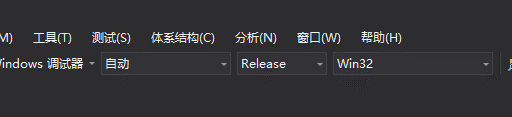 M) 工具(T) 测试(S) 体系结构(C) 分析(N) 窗口(W) 帮助(H)
Windows 调试器 自动 Release Win32